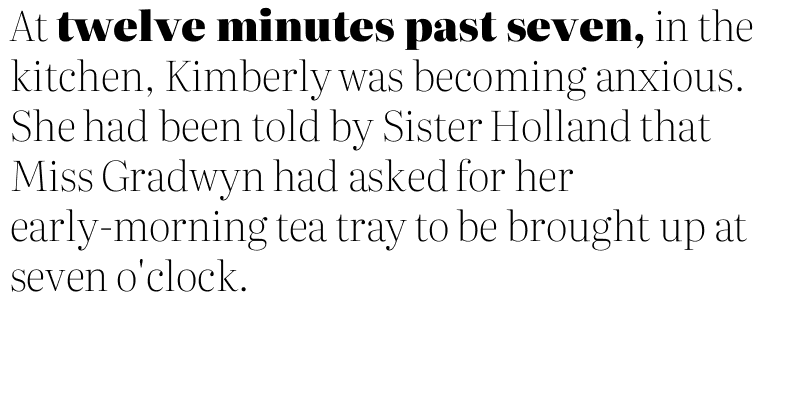 At twelve minutes past seven, in the
kitchen, Kimberly was becoming anxious.
She had been told by Sister Holland that
Miss Gradwyn had asked for her
early-morning tea tray to be brought up at
seven o'clock.